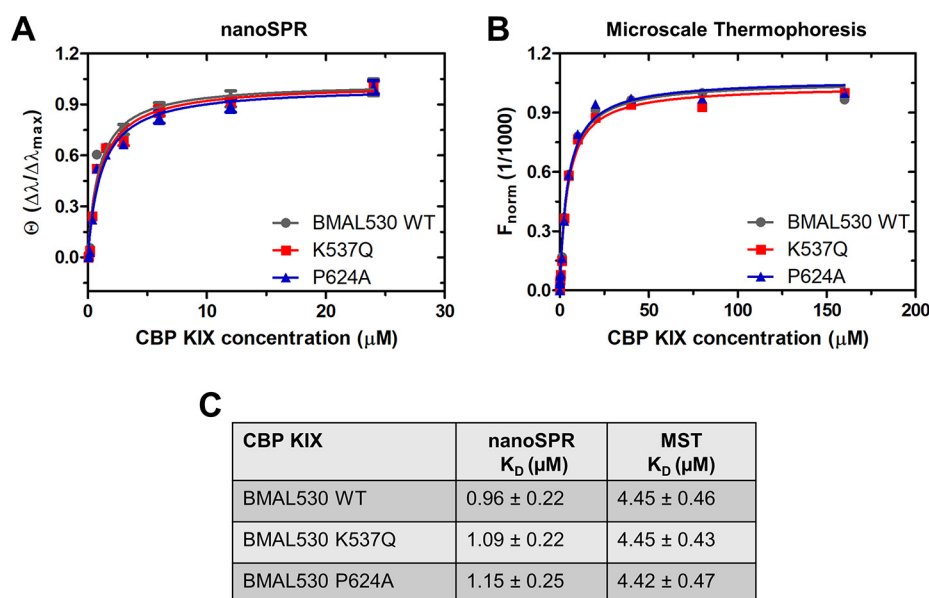 A
nanoSPR
1.2
0.9
0.6
0.3
0.0
Θ (Δλ/Δλmax)
0
10
20
30
CBP KIX concentration (μM)
BMAL530 WT
K537Q
P624A
B
Microscale Thermophoresis
1.2
0.9
0.6
0.3
0.0
Fnorm (1/1000)
0
50
100
150
200
CBP KIX concentration (μM)
BMAL530 WT
K537Q
P624A
C
CBP KIX nanoSPR MST
KD (μM) KD (μM)
BMAL530 WT 0.96 ± 0.22 4.45 ± 0.46
BMAL530 K537Q 1.09 ± 0.22 4.45 ± 0.43
BMAL530 P624A 1.15 ± 0.25 4.42 ± 0.47